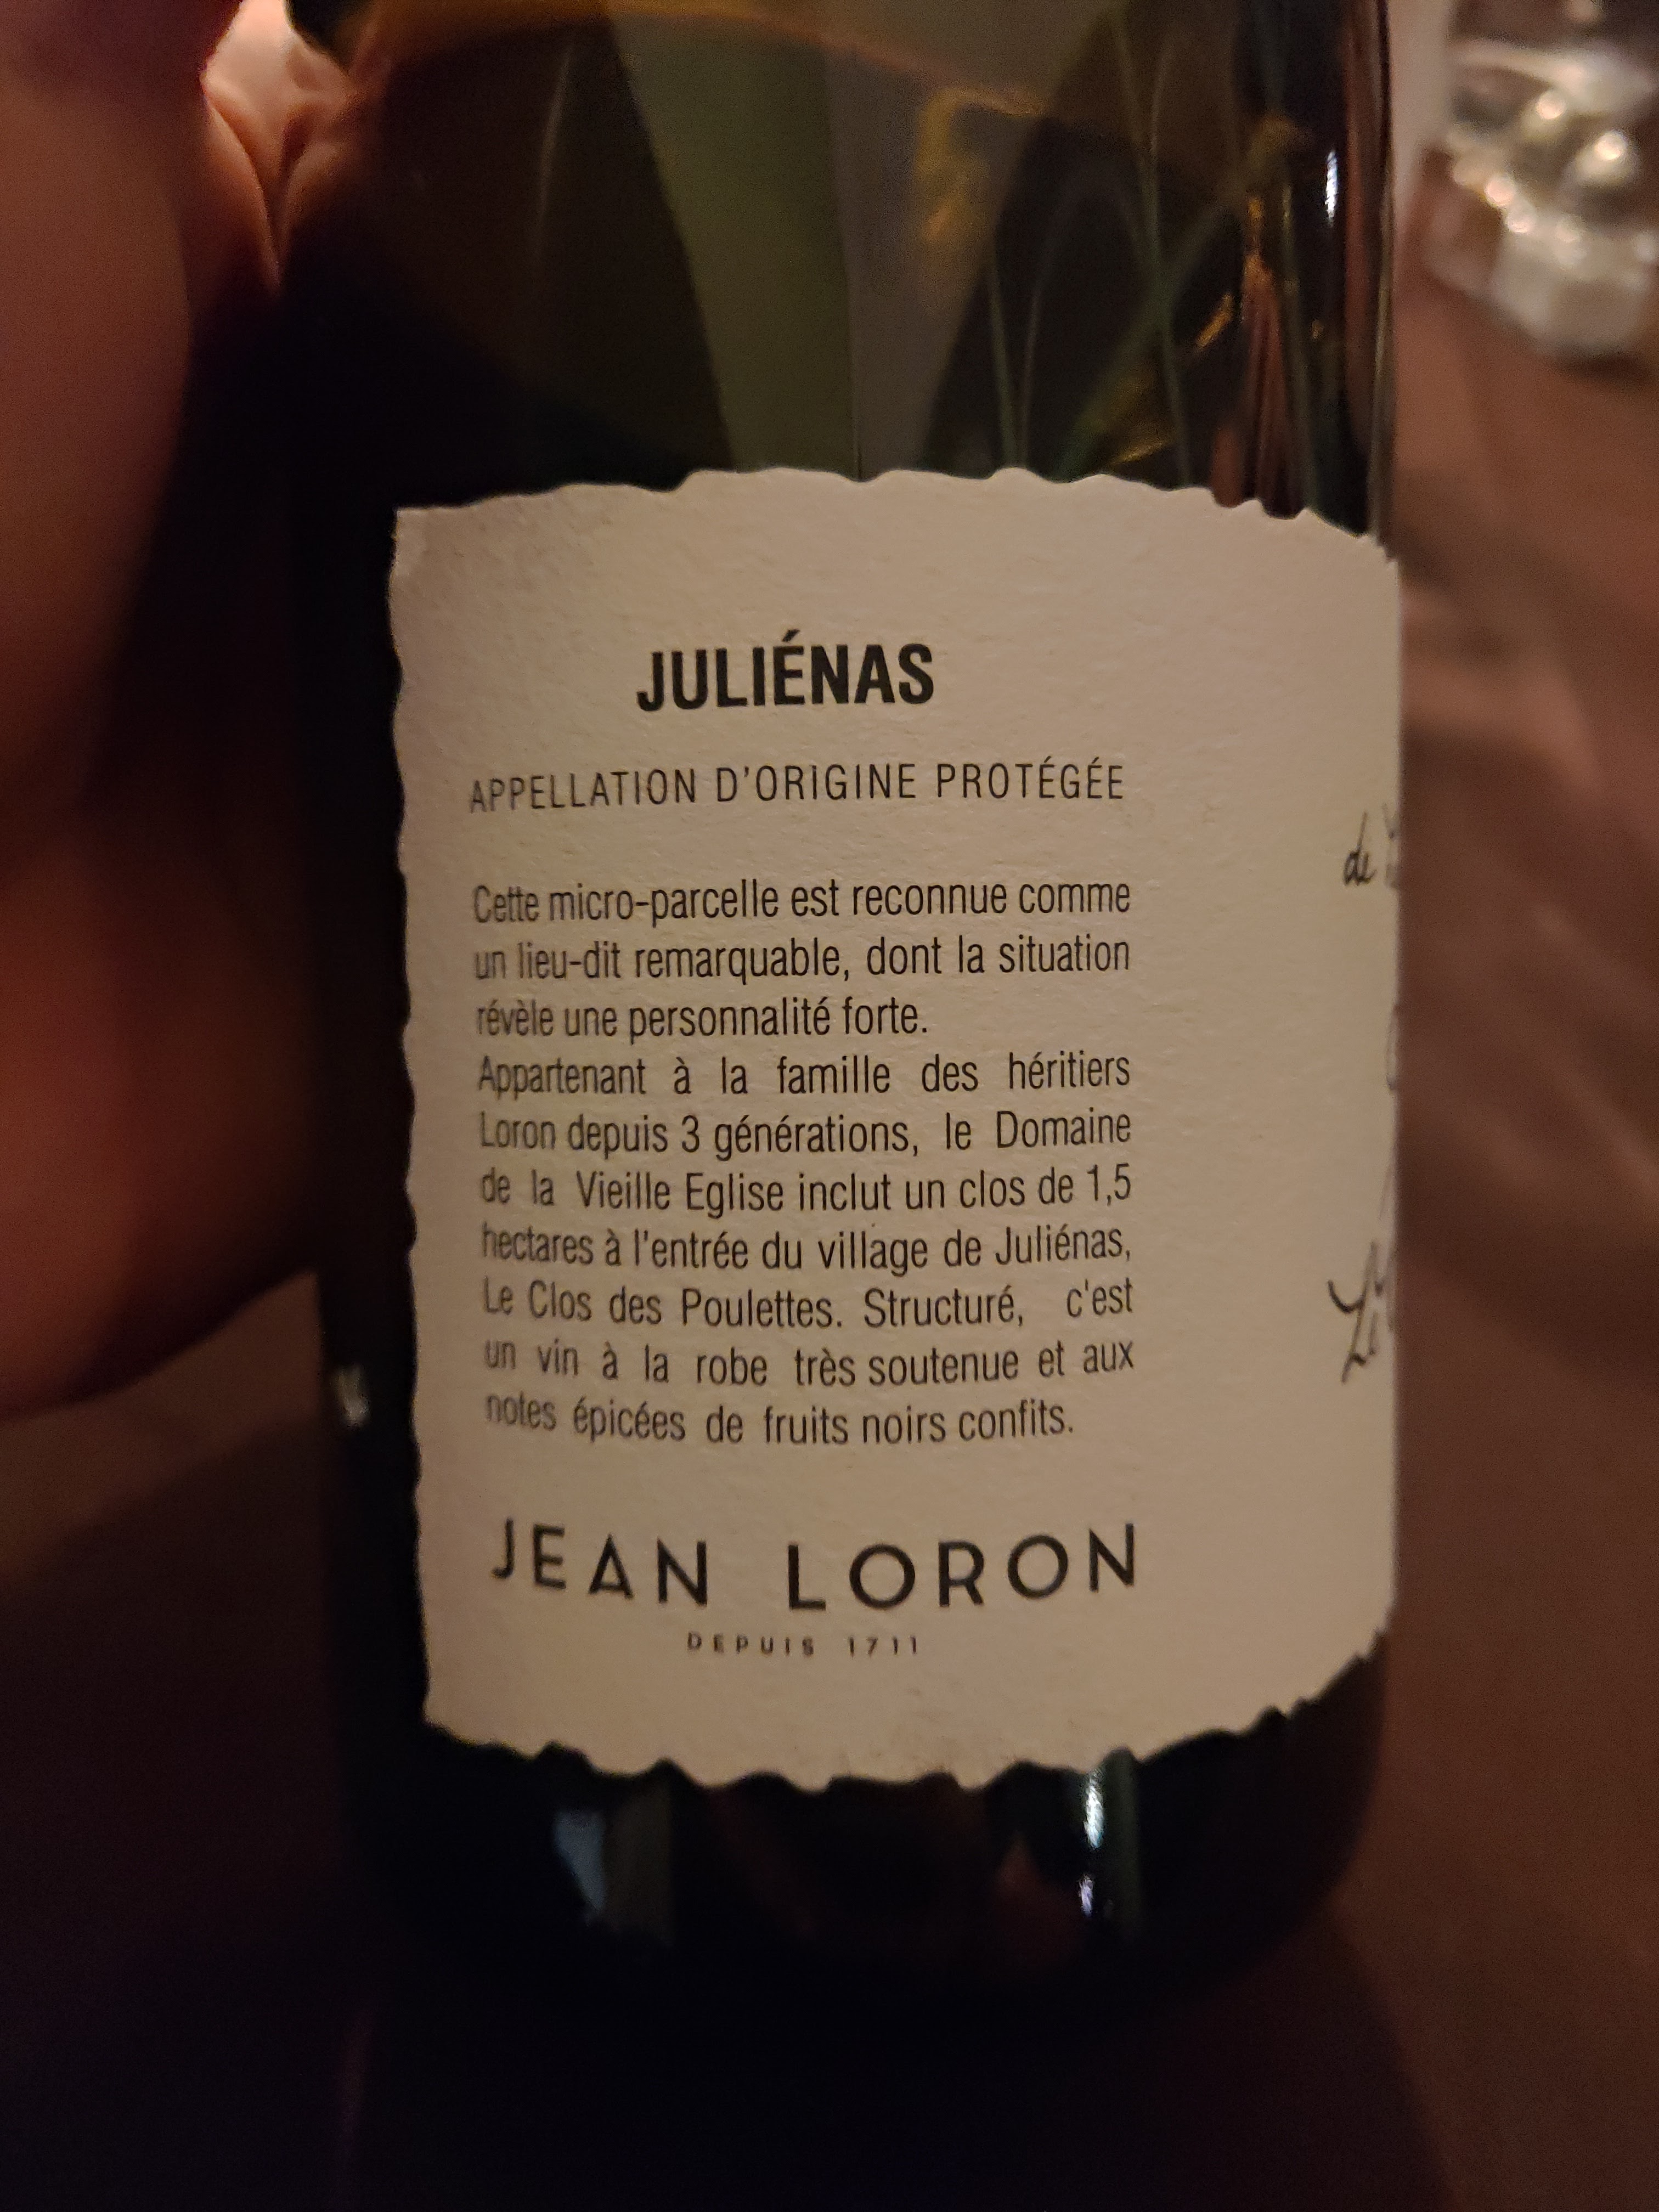 JULIÉNAS
APPELLATION D'ORIGINE PROTÉGÉE
Cette micro-parcelle est reconnue comme
un lieu-dit remarquable, dont la situation
révèle une personnalité forte.
Appartenant à la famille des héritiers
Loron depuis 3 générations, le Domaine
de la Vieille Eglise inclut un clos de 1,5
hectares à l'entrée du village de Juliénas,
Le Clos des Poulettes. Structuré, c'est
un vin à la robe très soutenue et aux
notes épicées de fruits noirs confits.
JEAN LORON
DEPUIS 1711
de